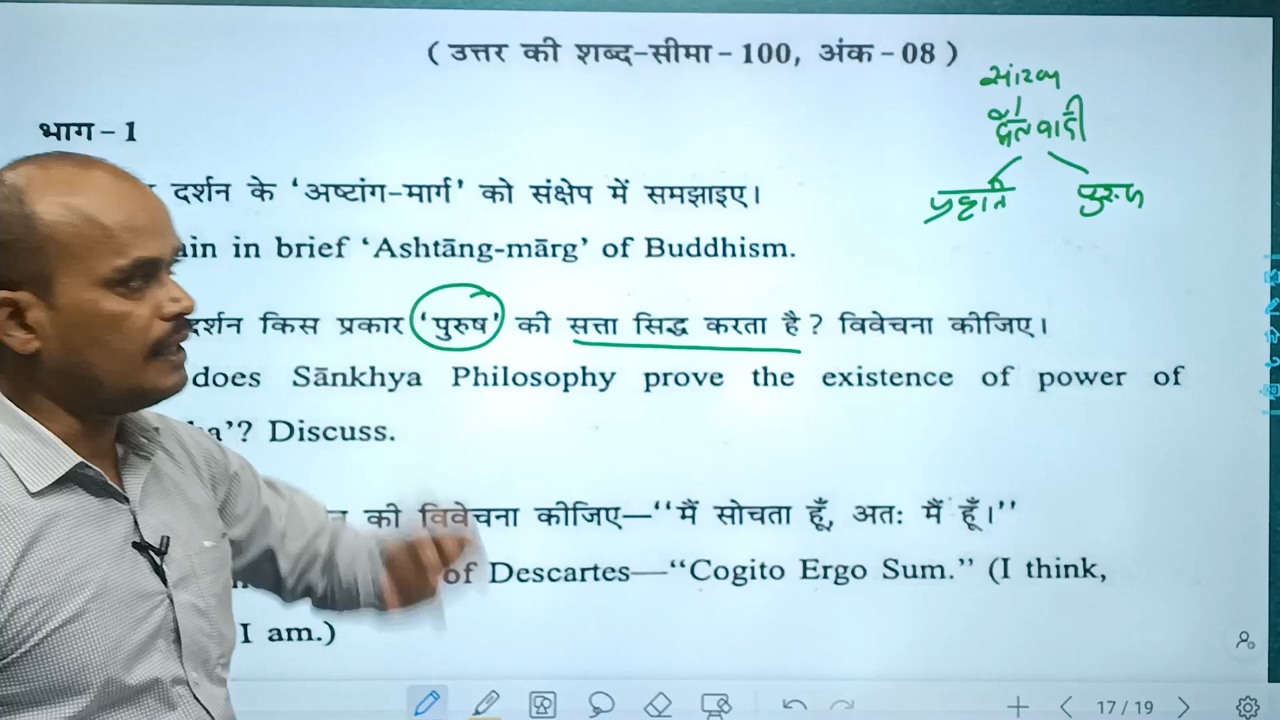 ( उत्तर की शब्द-सीमा - 100, अंक - 08 )
सांख्य
द्वैतवादी
प्रकृति पुरुष
भाग - 1
दर्शन के 'अष्टांग-मार्ग' को संक्षेप में समझाइए।
ain in brief 'Ashtāng-mārg' of Buddhism.
दर्शन किस प्रकार 'पुरुष' की सत्ता सिद्ध करता है ? विवेचना कीजिए।
does Sānkhya Philosophy prove the existence of power of
a'? Discuss.
न की विवेचना कीजिए—“मैं सोचता हूँ, अतः मैं हूँ।”
of Descartes—“Cogito Ergo Sum.” (I think,
I am.)
17 / 19